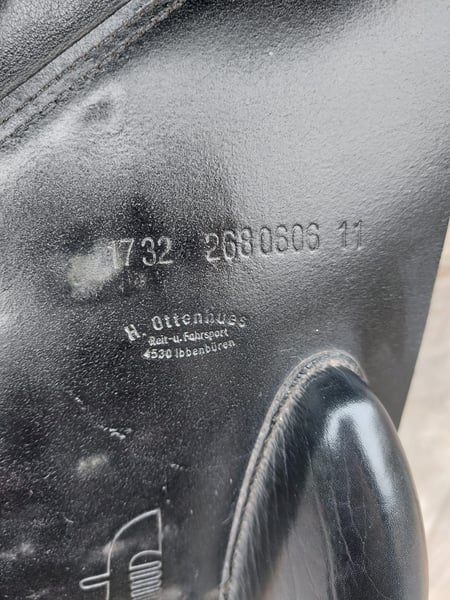 1732 2680606 11
H. Ottenhues
Reit-u. Fahrsport
4530 Ibbenbüren